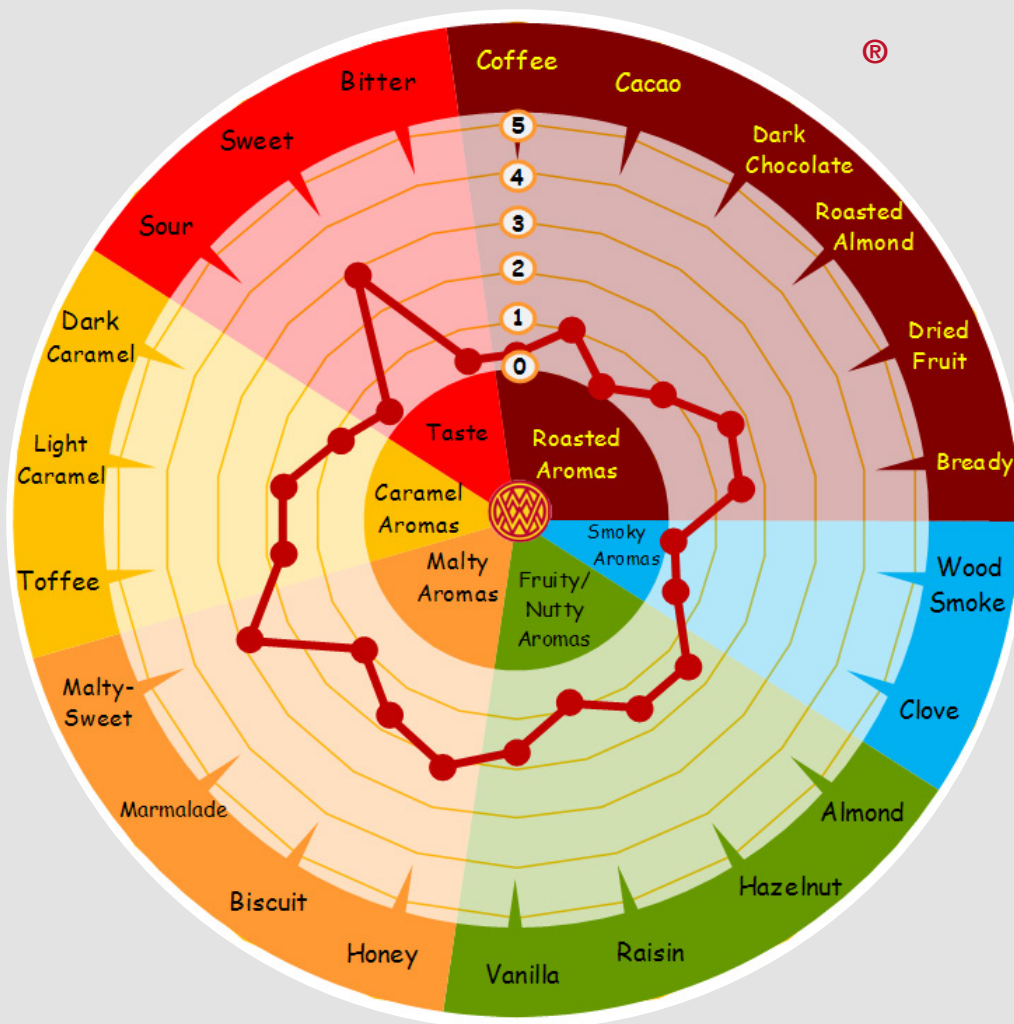 ®
Coffee
Cacao
Dark
Chocolate
Roasted
Almond
Dried
Fruit
Bready
Wood
Smoke
Clove
Almond
Hazelnut
Raisin
Vanilla
Honey
Biscuit
Marmalade
Malty-
Sweet
Toffee
Light
Caramel
Dark
Caramel
Sour
Sweet
Bitter
5
4
3
2
1
0
Taste
Roasted
Aromas
Smoky
Aromas
Fruity/
Nutty
Aromas
Malty
Aromas
Caramel
Aromas